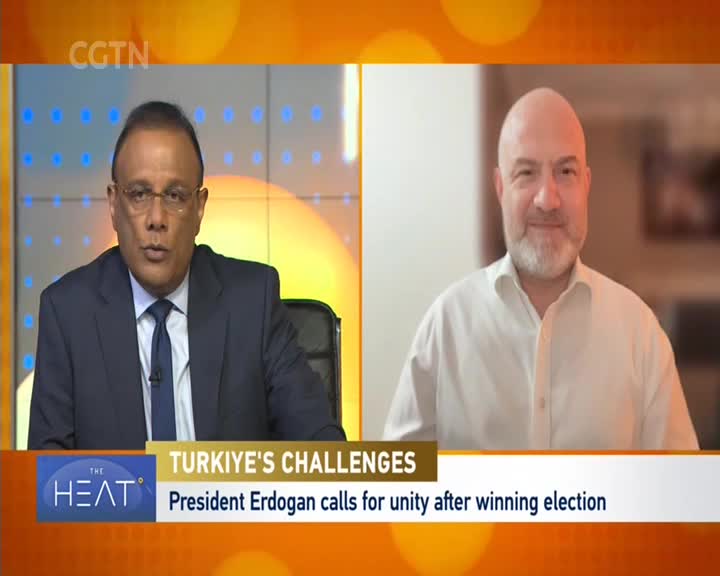 CGTN
TURKIYE'S CHALLENGES
THE
HEAT
President Erdogan calls for unity after winning election